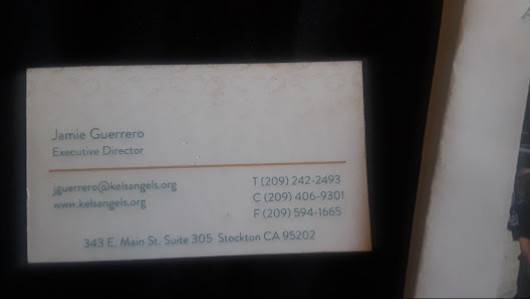 Jamie Guerrero
Executive Director
jguerrero@kelsangels.org
www.kelsangels.org
T (209) 242-2493
C (209) 406-9301
F (209) 594-1665
343 E. Main St. Suite 305 Stockton CA 95202